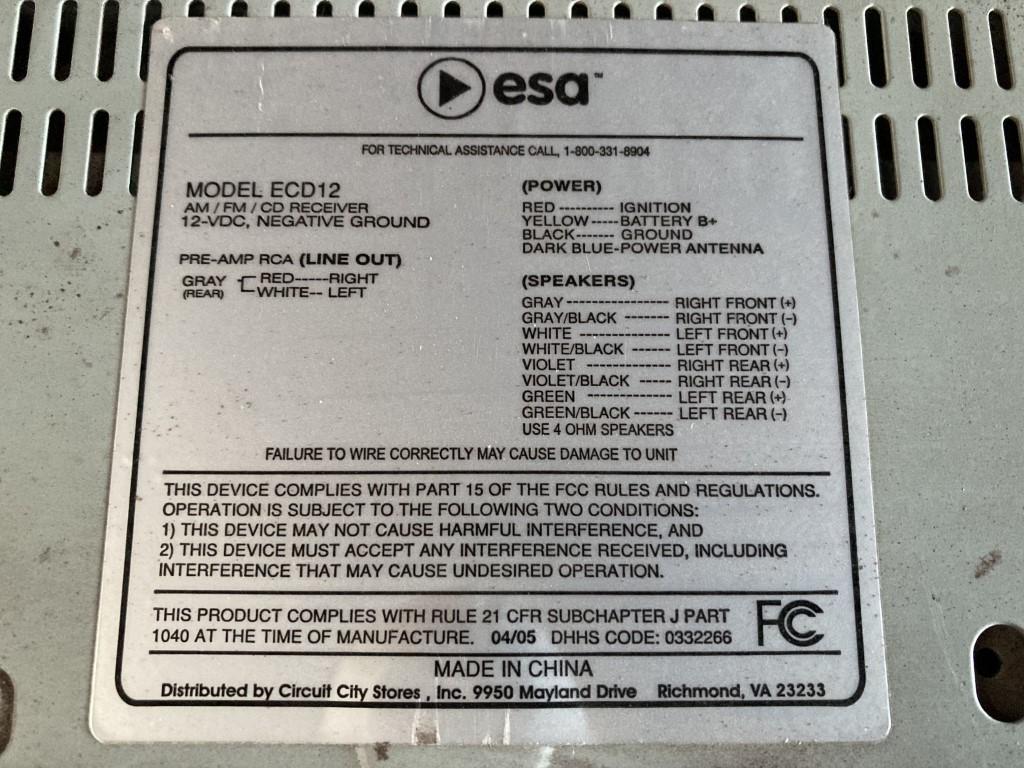 esa™
FOR TECHNICAL ASSISTANCE CALL, 1-800-331-8904
MODEL ECD12
AM / FM / CD RECEIVER
12-VDC, NEGATIVE GROUND
PRE-AMP RCA (LINE OUT)
GRAY (REAR)
RED-----RIGHT
WHITE-- LEFT
(POWER)
RED ---------- IGNITION
YELLOW -----BATTERY B+
BLACK------- GROUND
DARK BLUE-POWER ANTENNA
(SPEAKERS)
GRAY ---------------- RIGHT FRONT (+)
GRAY/BLACK ------- RIGHT FRONT (-)
WHITE -------------- LEFT FRONT (+)
WHITE/BLACK ------ LEFT FRONT (-)
VIOLET ------------- RIGHT REAR (+)
VIOLET/BLACK ----- RIGHT REAR (-)
GREEN ------------- LEFT REAR (+)
GREEN/BLACK ------ LEFT REAR (-)
USE 4 OHM SPEAKERS
FAILURE TO WIRE CORRECTLY MAY CAUSE DAMAGE TO UNIT
THIS DEVICE COMPLIES WITH PART 15 OF THE FCC RULES AND REGULATIONS.
OPERATION IS SUBJECT TO THE FOLLOWING TWO CONDITIONS:
1) THIS DEVICE MAY NOT CAUSE HARMFUL INTERFERENCE, AND
2) THIS DEVICE MUST ACCEPT ANY INTERFERENCE RECEIVED, INCLUDING
INTERFERENCE THAT MAY CAUSE UNDESIRED OPERATION.
THIS PRODUCT COMPLIES WITH RULE 21 CFR SUBCHAPTER J PART
1040 AT THE TIME OF MANUFACTURE. 04/05 DHHS CODE: 0332266
FC
MADE IN CHINA
Distributed by Circuit City Stores , Inc. 9950 Mayland Drive Richmond, VA 23233